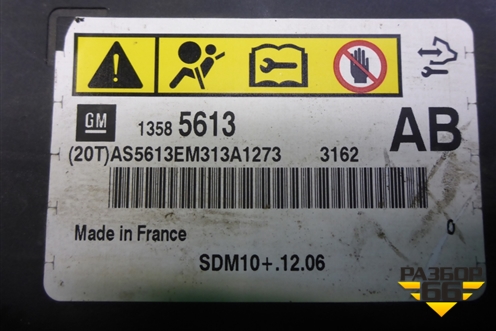 GM 1358 5613 AB
(20T)AS5613EM313A1273 3162
Made in France 0
SDM10+.12.06
РАЗБОР
66